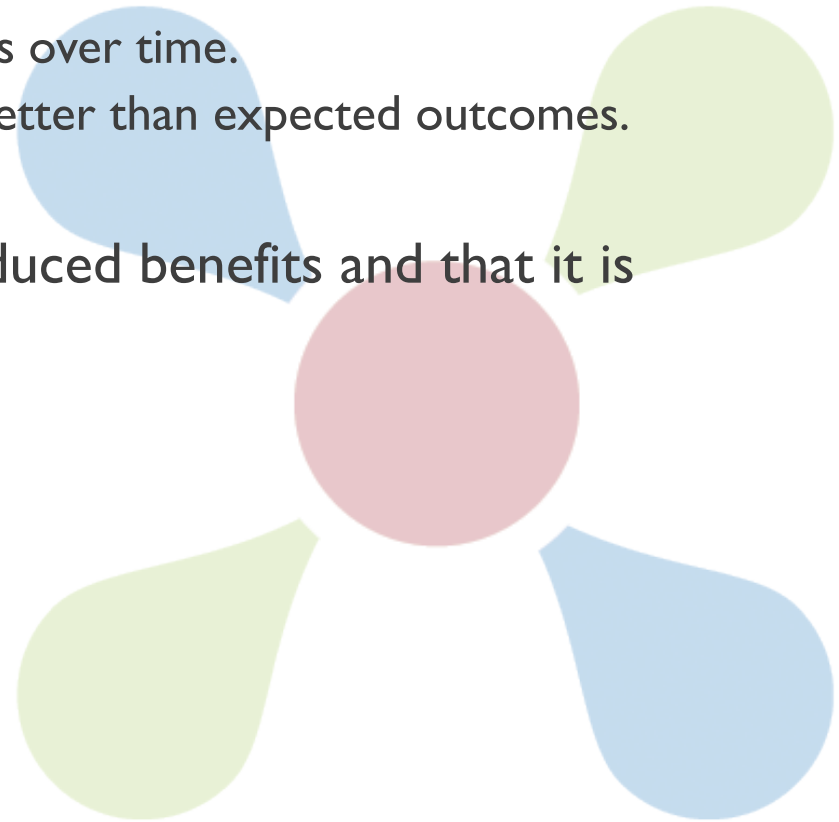 s over time.
etter than expected outcomes.
duced benefits and that it is